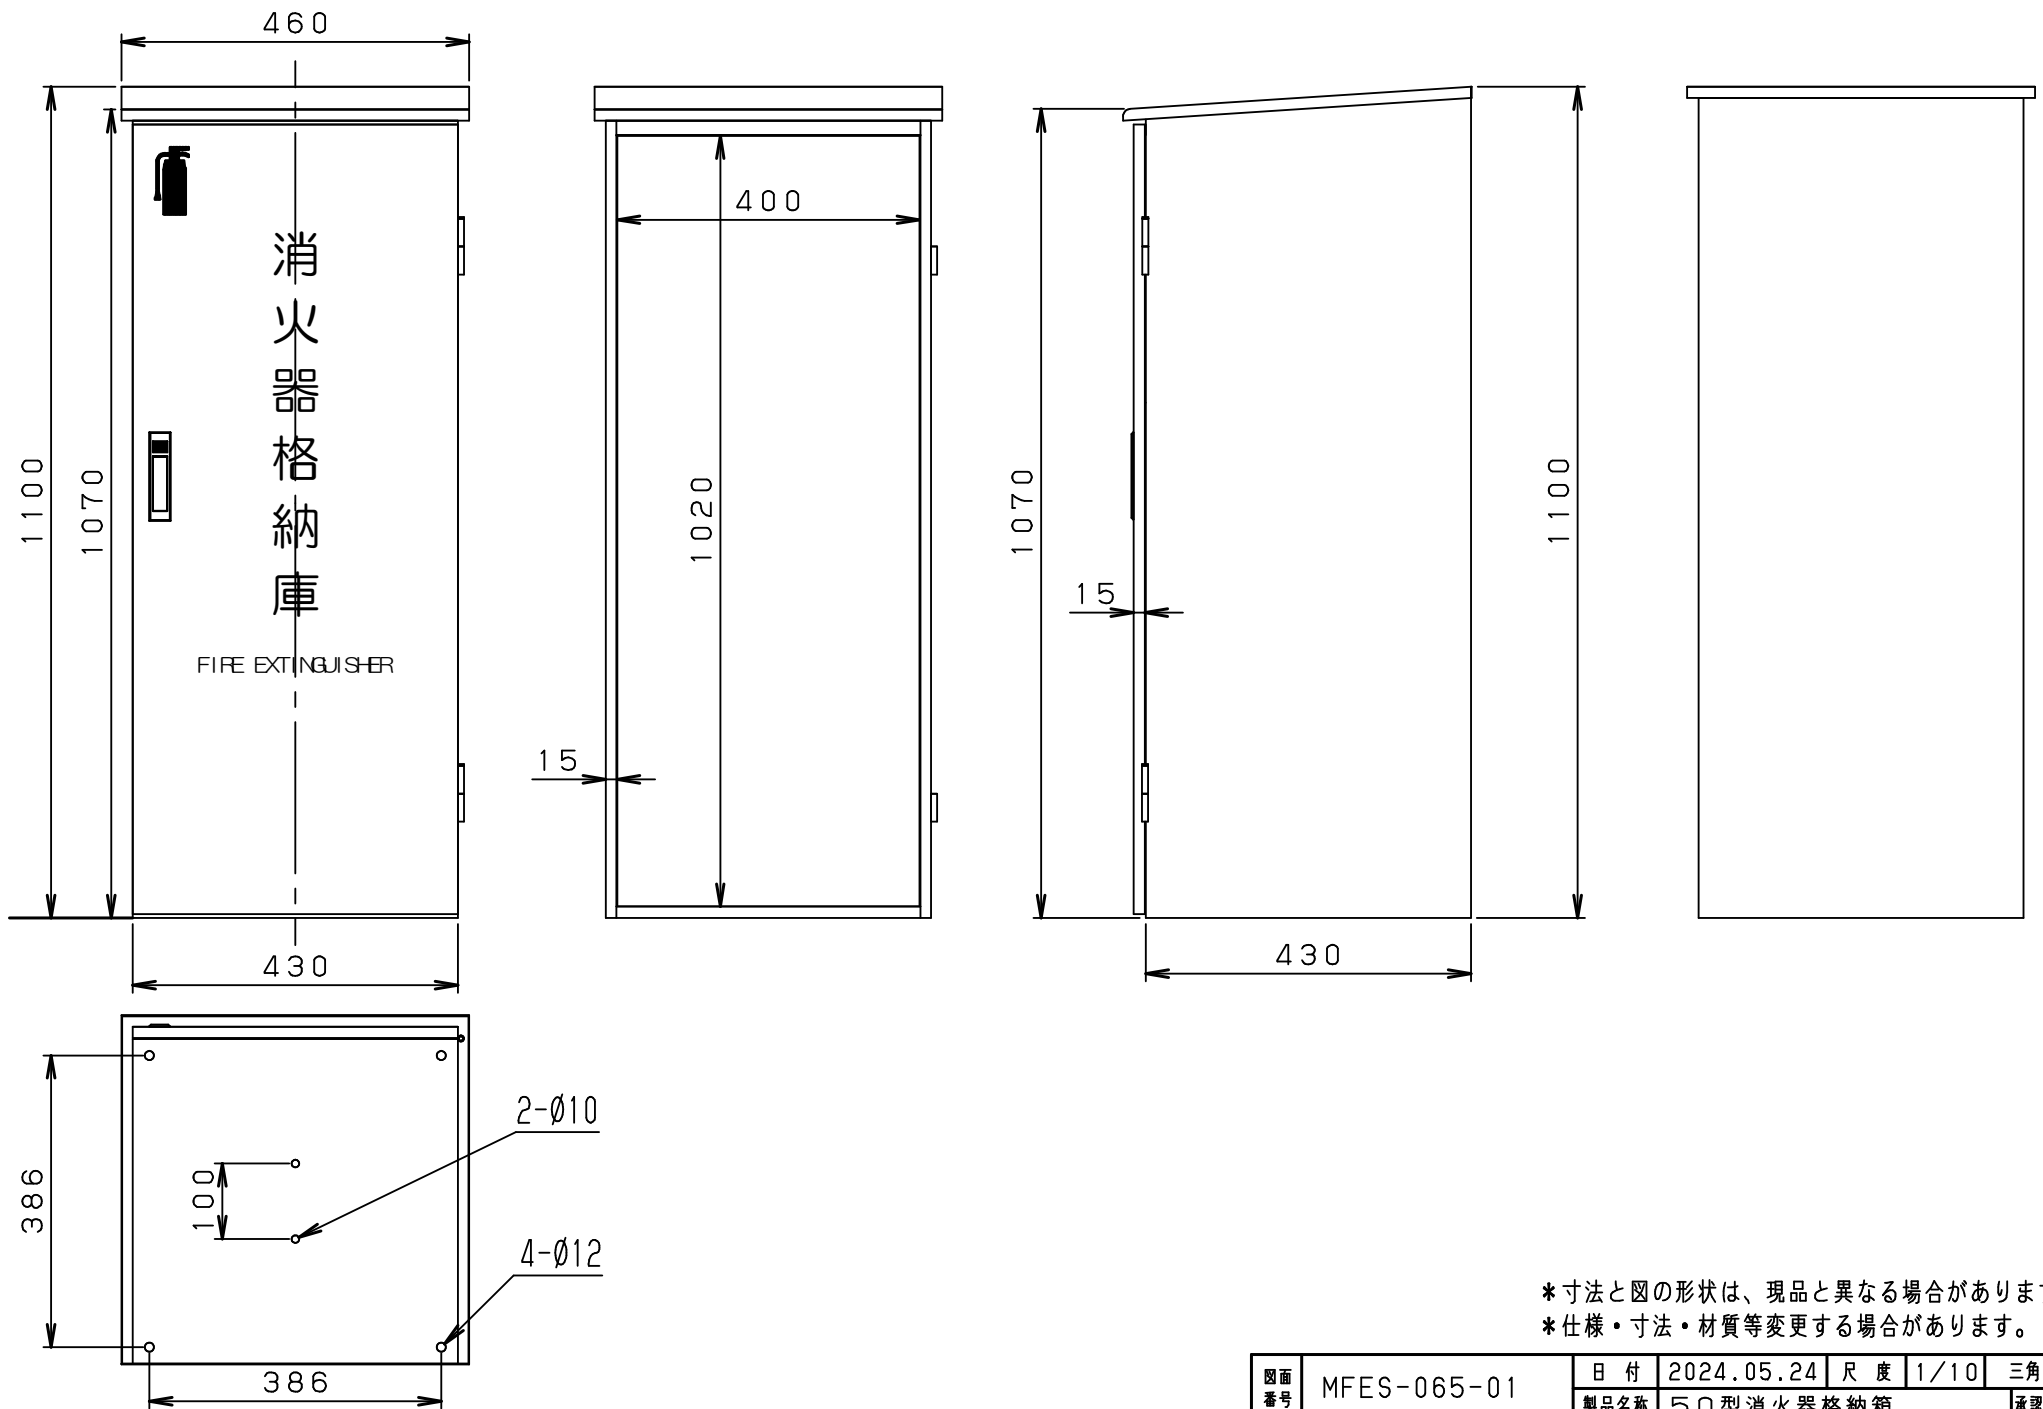 460
1100
1070
消火器格納庫
FIRE EXTINGUISHER
430
400
1020
15
1070
15
1100
430
386
100
2-Ø10
4-Ø12
386
*寸法と図の形状は、現品と異なる場合がありま
*仕様・寸法・材質等変更する場合があります。
図面番号 MFES-065-01 日付 2024.05.24 尺度 1/10 三角
製品名称 50型消火器格納箱 承認